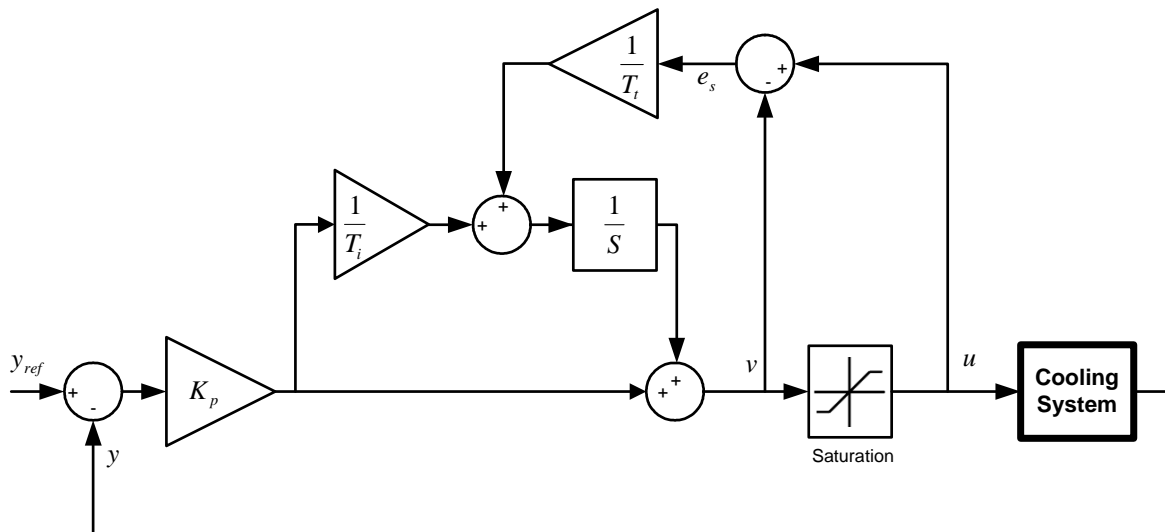 1
T_t
e_s
+
-
1
T_i
+
+
1
S
y_ref
+
-
y
K_p
+
+
v
Saturation
u
Cooling
System